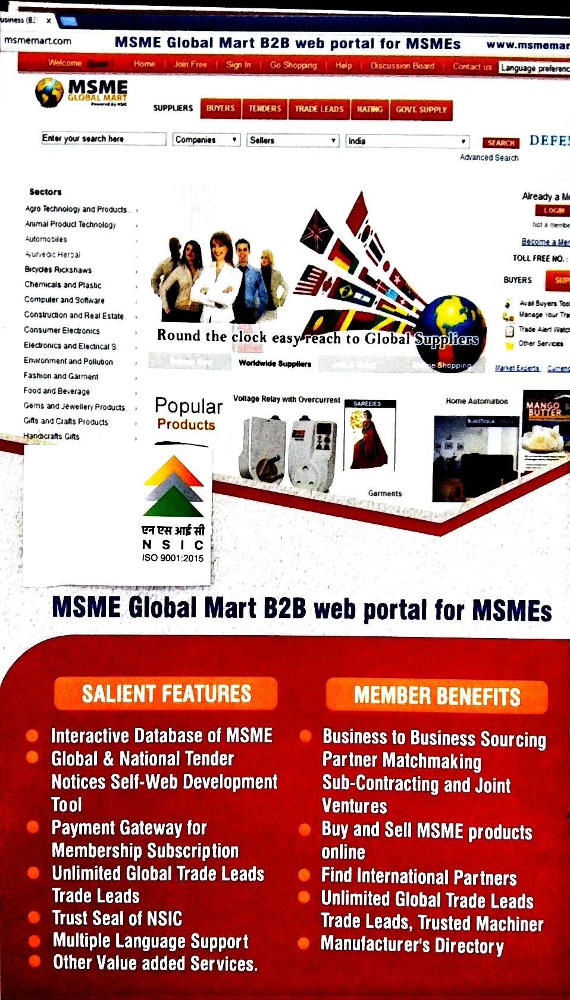 usiness (B2 x
msmemart.com MSME Global Mart B2B web portal for MSMEs www.msmemar
Welcome Guest ! Home | Join Free | Sign In | Go Shopping | Help | Discussion Board | Contact us Language preferenc
MSME
GLOBAL MART
Powered by NSIC
SUPPLIERS BUYERS TENDERS TRADE LEADS RATING GOVT. SUPPLY
Enter your search here Companies Sellers India SEARCH DEFE
Advanced Search
Sectors
Agro Technology and Products...
Animal Product Technology
Automobiles
Ayurvedic Herbal
Bicycles Rickshaws
Chemicals and Plastic
Computer and Software
Construction and Real Estate
Consumer Electronics
Electronics and Electrical S...
Environment and Pollution
Fashion and Garment
Food and Beverage
Gems and Jewellery Products...
Gifts and Crafts Products
Handicrafts Gifts
Round the clock easy reach to Global Suppliers
Worldwide Suppliers
Shopping
Already a Me
LOGIN
Not a membe
Become a Mem
TOLL FREE NO. :
BUYERS SUP
Avail Buyers Tool
Manage Your Tra
Trade Alert Watch
Other Services
Market Experts Currenc
Popular
Products
Voltage Relay with Overcurrent
SAREES
Garments
Home Automation
BuildTrack
MANGO
BUTTER
एन एस आई सी
N S I C
ISO 9001:2015
MSME Global Mart B2B web portal for MSMEs
SALIENT FEATURES
Interactive Database of MSME
Global & National Tender
Notices Self-Web Development
Tool
Payment Gateway for
Membership Subscription
Unlimited Global Trade Leads
Trade Leads
Trust Seal of NSIC
Multiple Language Support
Other Value added Services.
MEMBER BENEFITS
Business to Business Sourcing
Partner Matchmaking
Sub-Contracting and Joint
Ventures
Buy and Sell MSME products
online
Find International Partners
Unlimited Global Trade Leads
Trade Leads, Trusted Machiner
Manufacturer's Directory